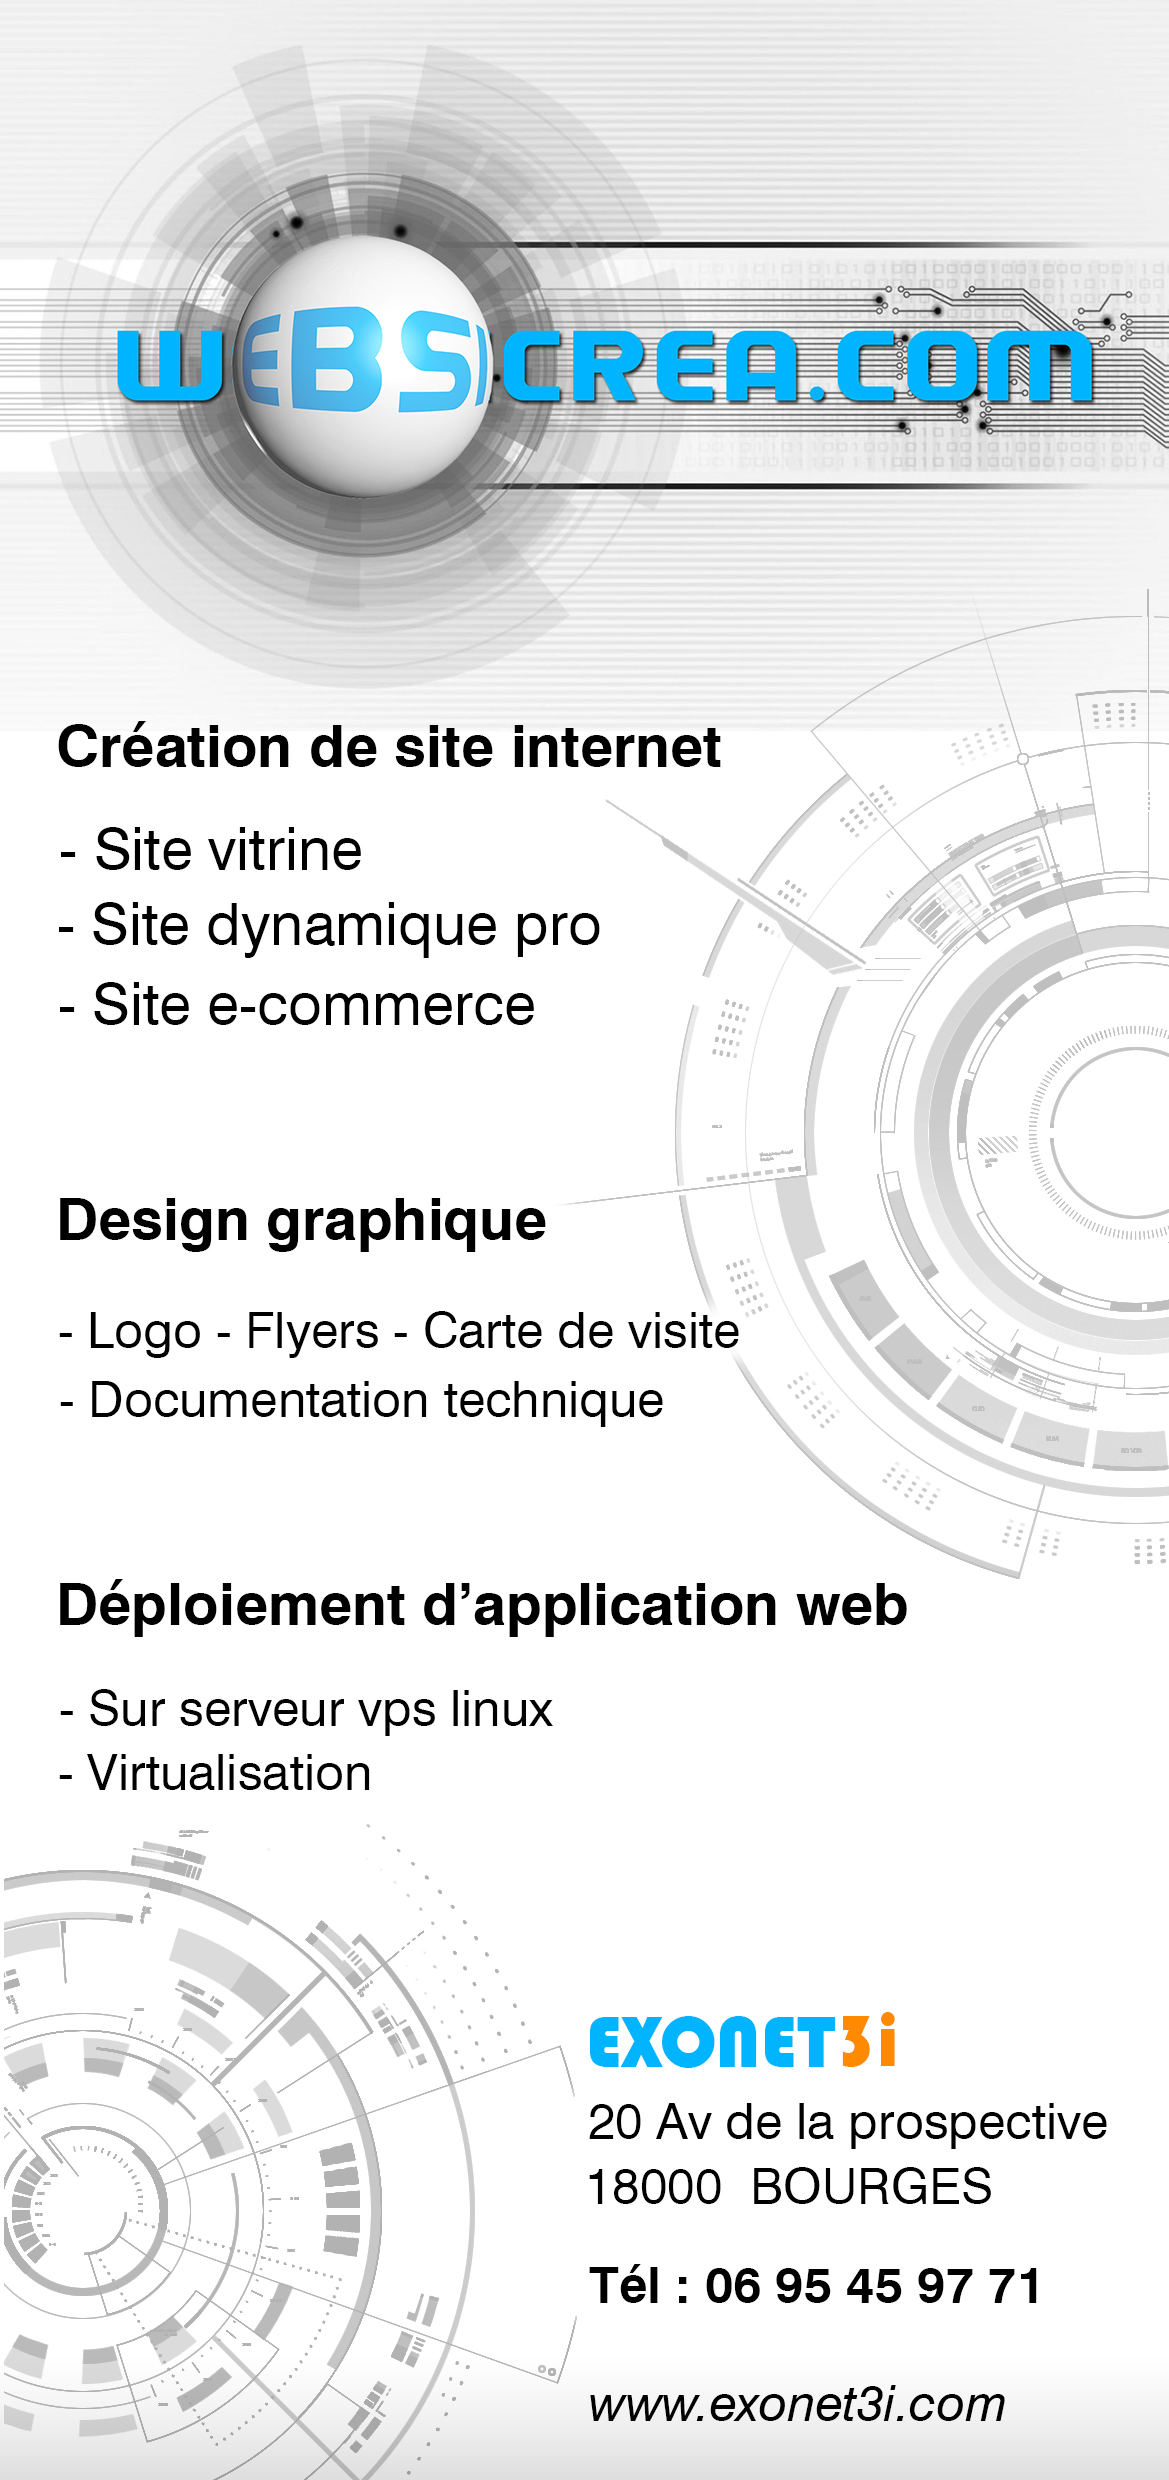 WEBSICREA.COM
Création de site internet
- Site vitrine
- Site dynamique pro
- Site e-commerce
Design graphique
- Logo - Flyers - Carte de visite
- Documentation technique
Déploiement d’application web
- Sur serveur vps linux
- Virtualisation
EXONET3i
20 Av de la prospective
18000 BOURGES
Tél : 06 95 45 97 71
www.exonet3i.com